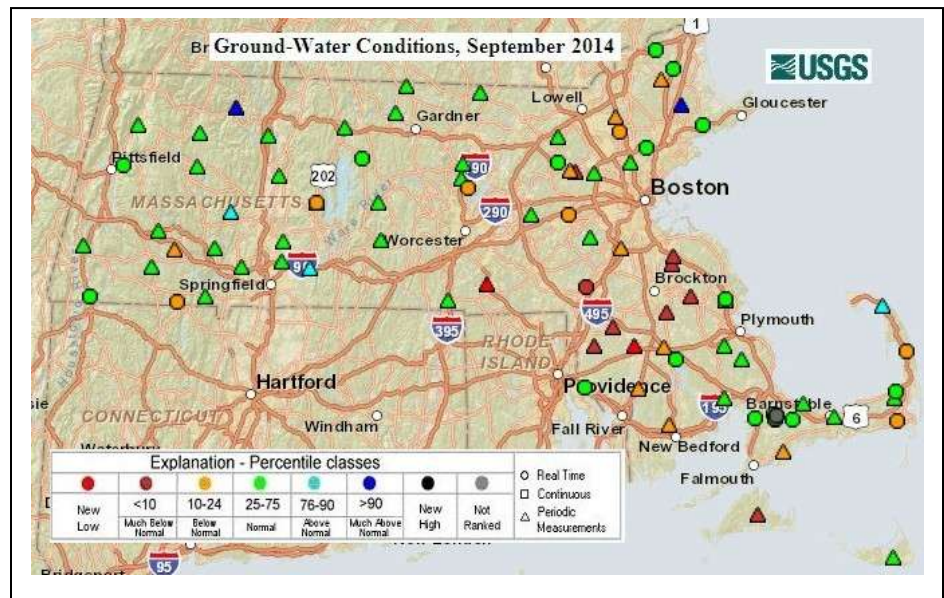 1
Ground-Water Conditions, September 2014
USGS
Lowell
Gloucester
Gardner
Pittsfield
202
MASSACHUSETTS
Boston
290
Worcester
Springfield
Brockton
495
Plymouth
395
RHODE
ISLAND
Hartford
Providence
195
Barnstable
6
CONNECTICUT
Windham
Fall River
New Bedford
Falmouth
Explanation - Percentile classes
<10 10-24 25-75 76-90 >90
New Low
Much Below Normal
Below Normal
Normal
Above Normal
Much Above Normal
New High
Not Ranked
Real Time
Continuous
Periodic Measurements
95
Bridgeport